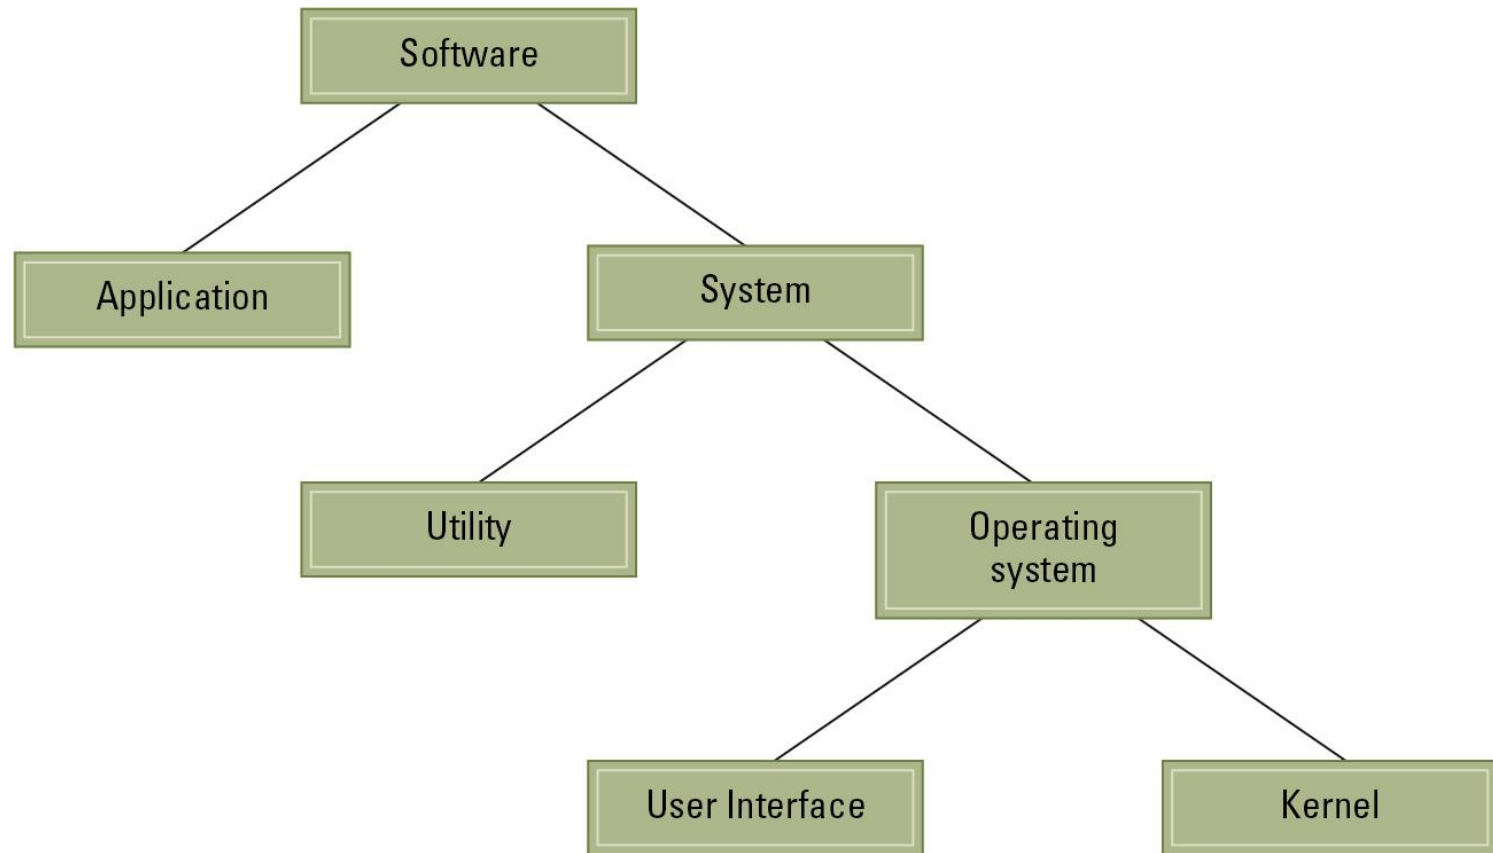 Software
Application
System
Utility
Operating
system
User Interface
Kernel